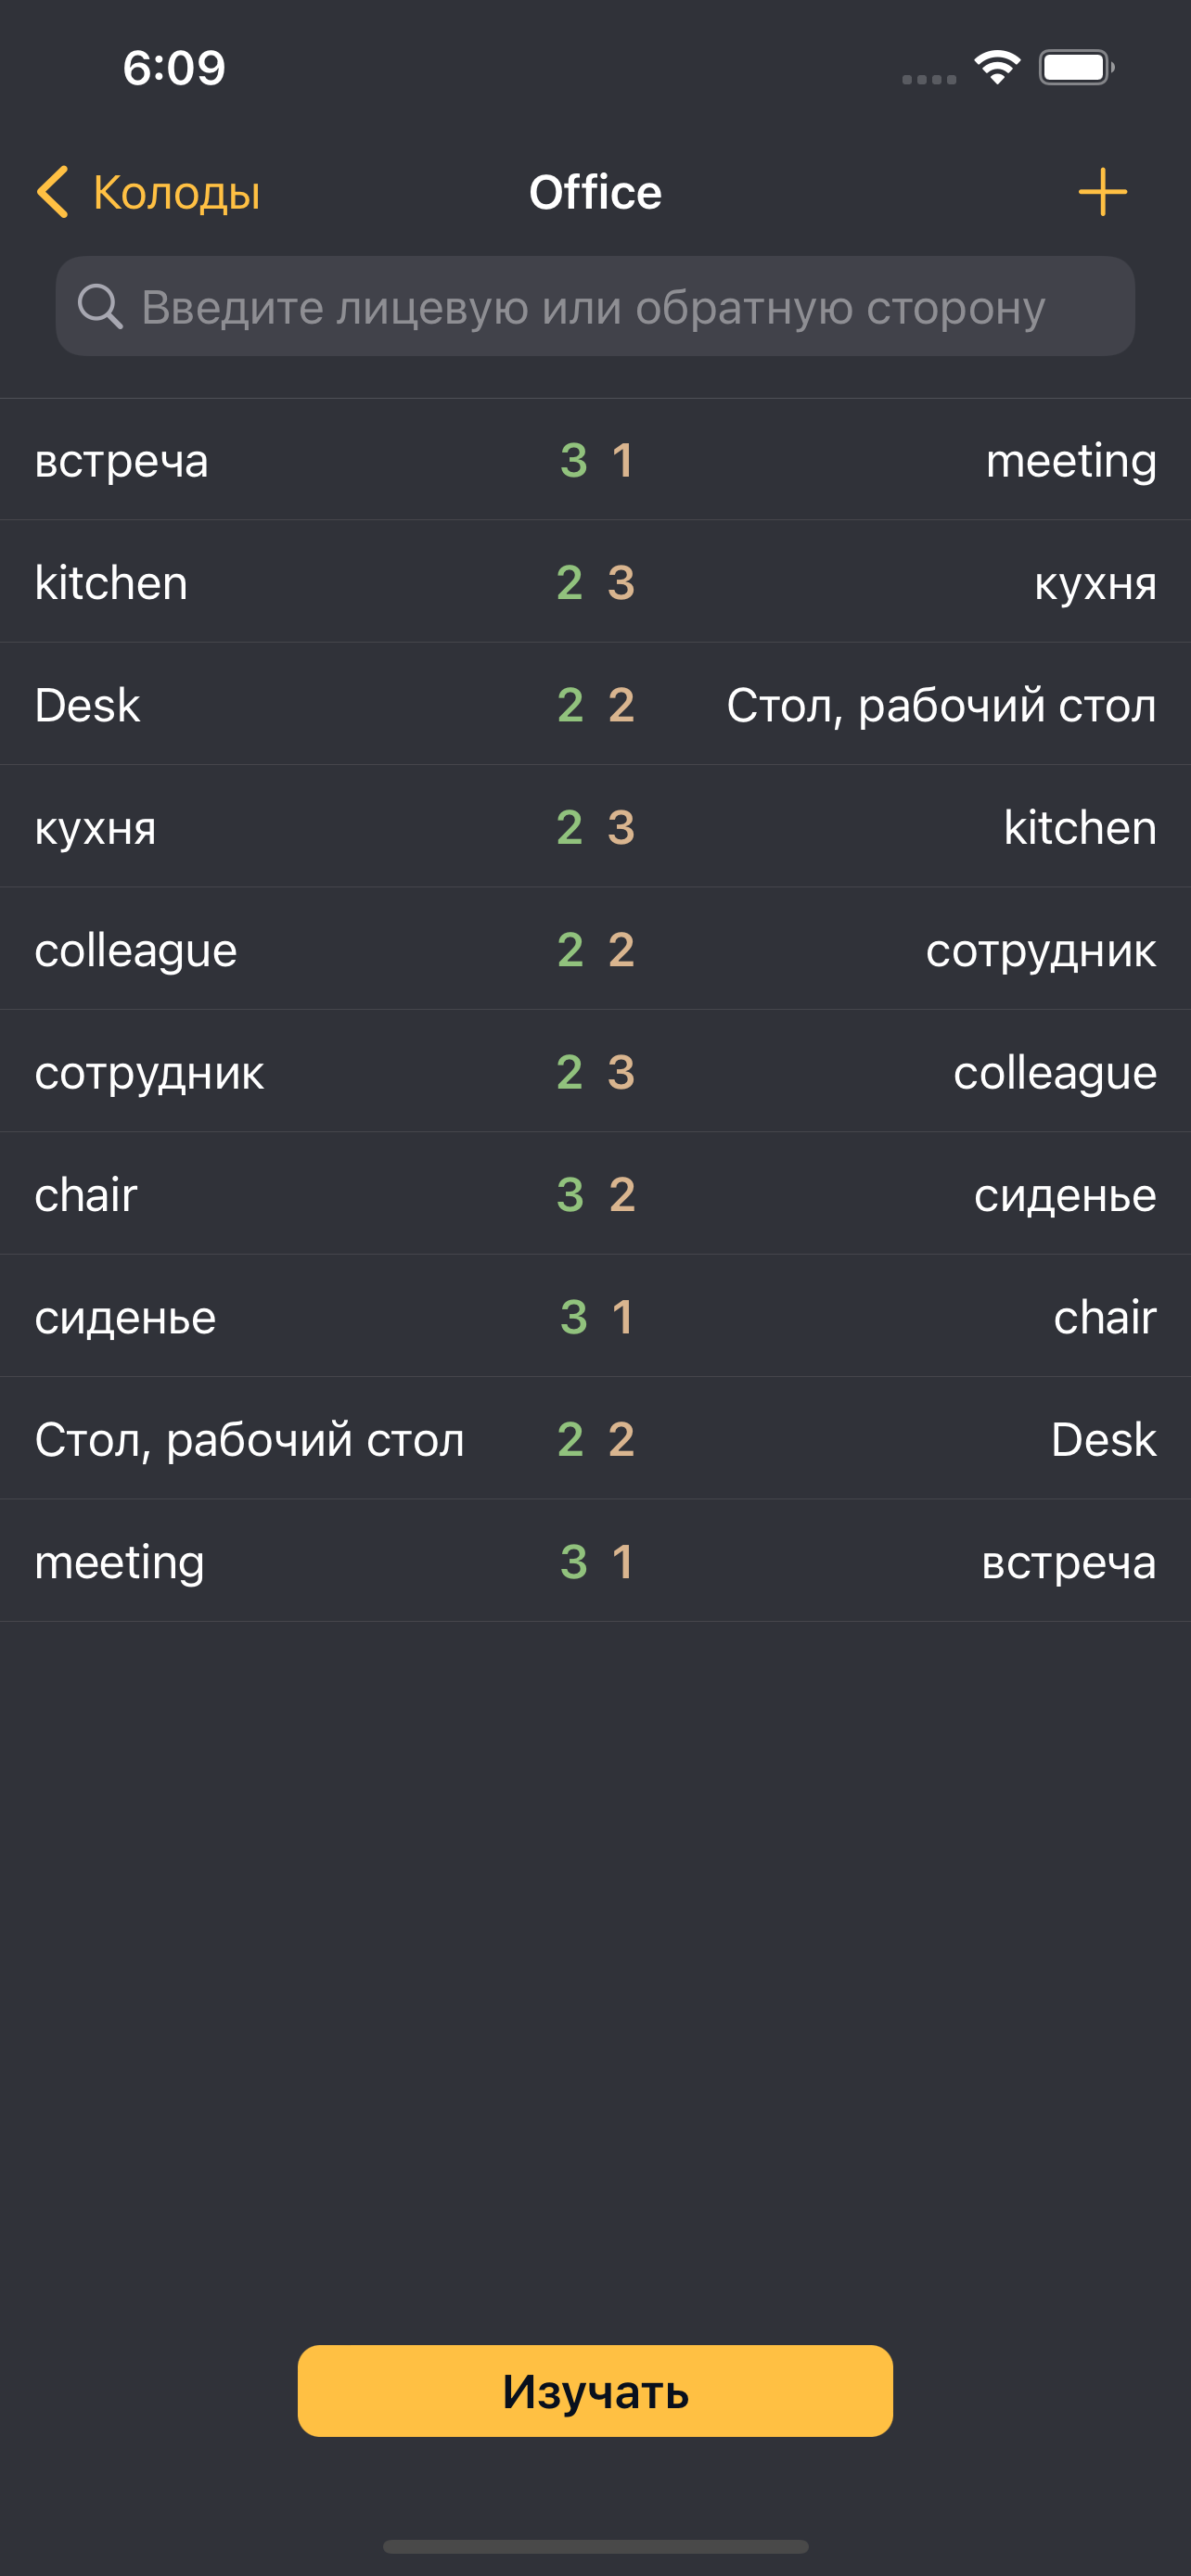 6:09
Колоды Office
Введите лицевую или обратную сторону
встреча 3 1 meeting
kitchen 2 3 кухня
Desk 2 2 Стол, рабочий стол
кухня 2 3 kitchen
colleague 2 2 сотрудник
сотрудник 2 3 colleague
chair 3 2 сиденье
сиденье 3 1 chair
Стол, рабочий стол 2 2 Desk
meeting 3 1 встреча
Изучать